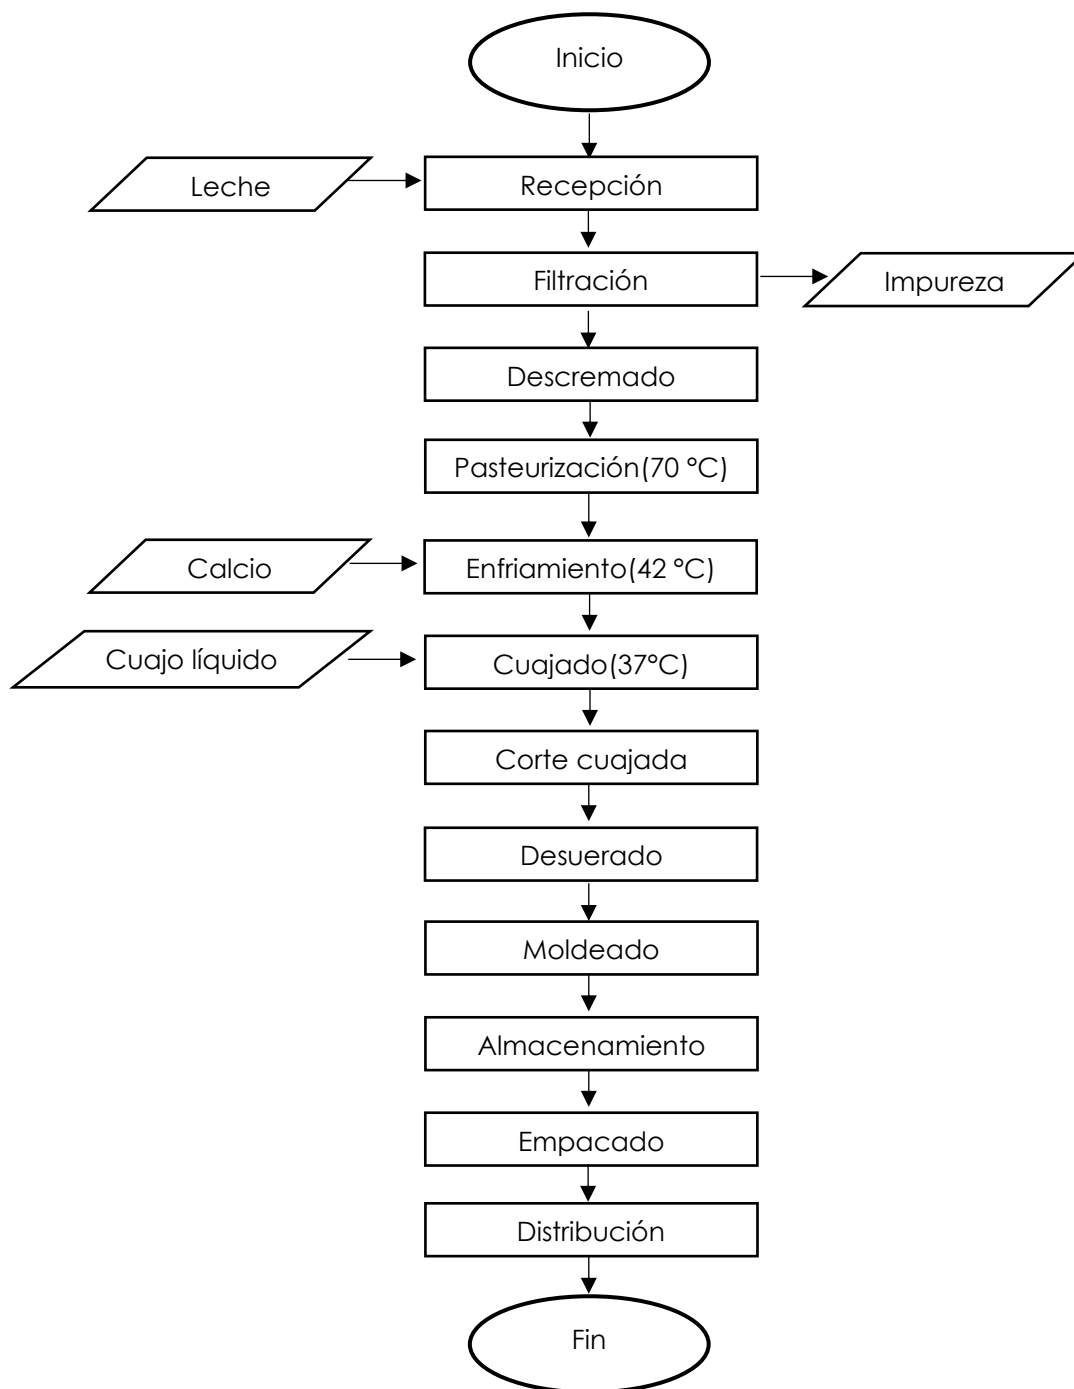 Inicio
Leche
Recepción
Filtración
Impureza
Descremado
Pasteurización(70 °C)
Calcio
Enfriamiento(42 °C)
Cuajo líquido
Cuajado(37°C)
Corte cuajada
Desuerado
Moldeado
Almacenamiento
Empacado
Distribución
Fin